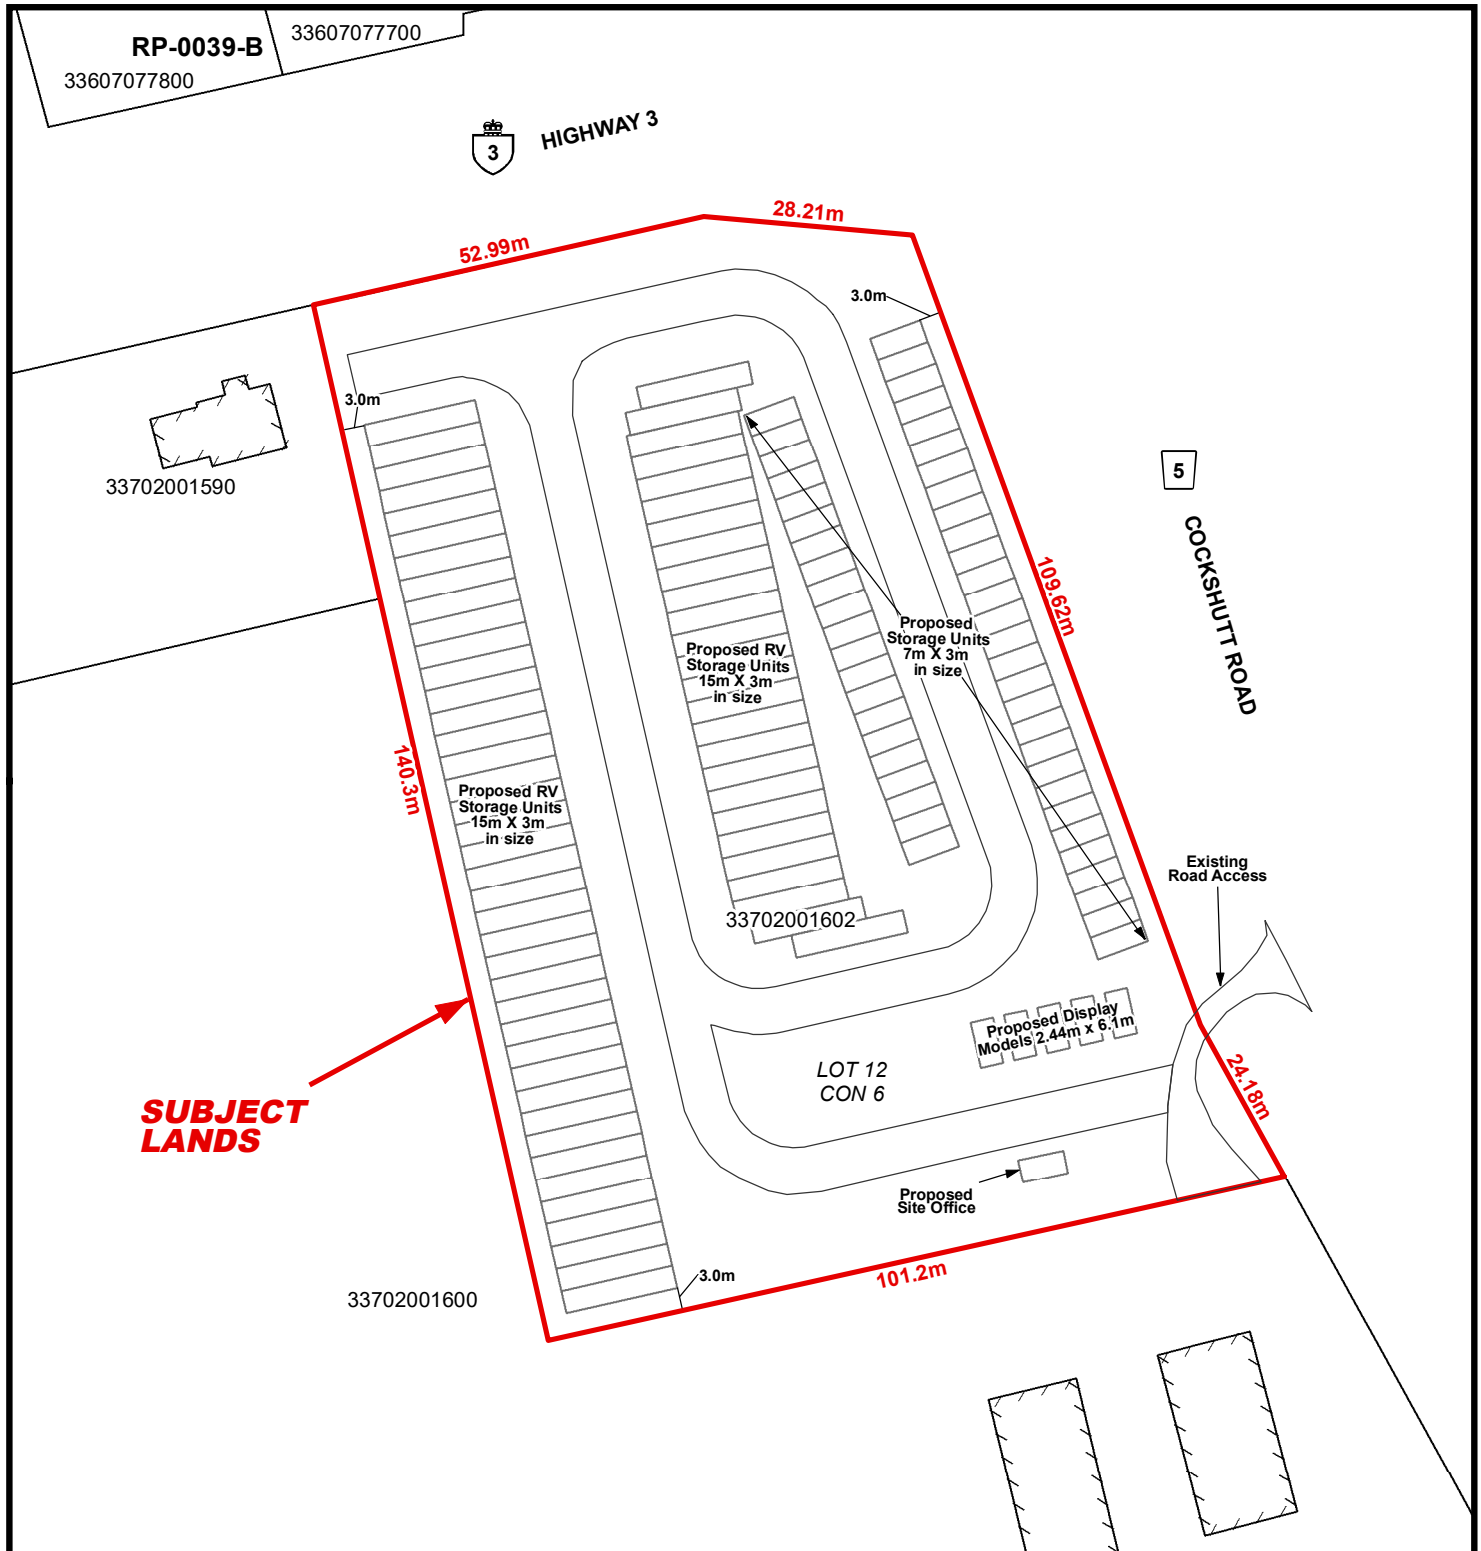 33607077700
RP-0039-B
33607077800
HIGHWAY 3
3
28.21m
52.99m
3.0m
3.0m
33702001590
5
COCKSHUTT ROAD
109.62m
Proposed
Storage Units
7m X 3m
in size
Proposed RV
Storage Units
15m X 3m
in size
140.3m
Proposed RV
Storage Units
15m X 3m
in size
Existing
Road Access
33702001602
Proposed Display
Models 2.44m x 6.1m
LOT 12
CON 6
24.18m
SUBJECT
LANDS
Proposed
Site Office
3.0m
101.2m
33702001600